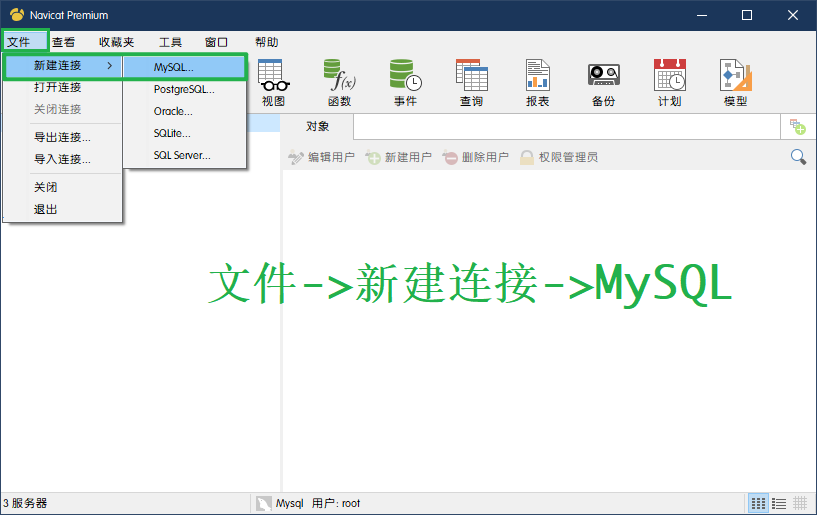 Navicat Premium
文件 查看 收藏夹 工具 窗口 帮助
新建连接
打开连接
关闭连接
导出连接...
导入连接...
关闭
退出
MySQL...
PostgreSQL...
Oracle...
SQLite...
SQL Server...
视图 函数 事件 查询 报表 备份 计划 模型
f(x)
对象
编辑用户 新建用户 删除用户 权限管理员
文件->新建连接->MySQL
3 服务器 Mysql 用户: root